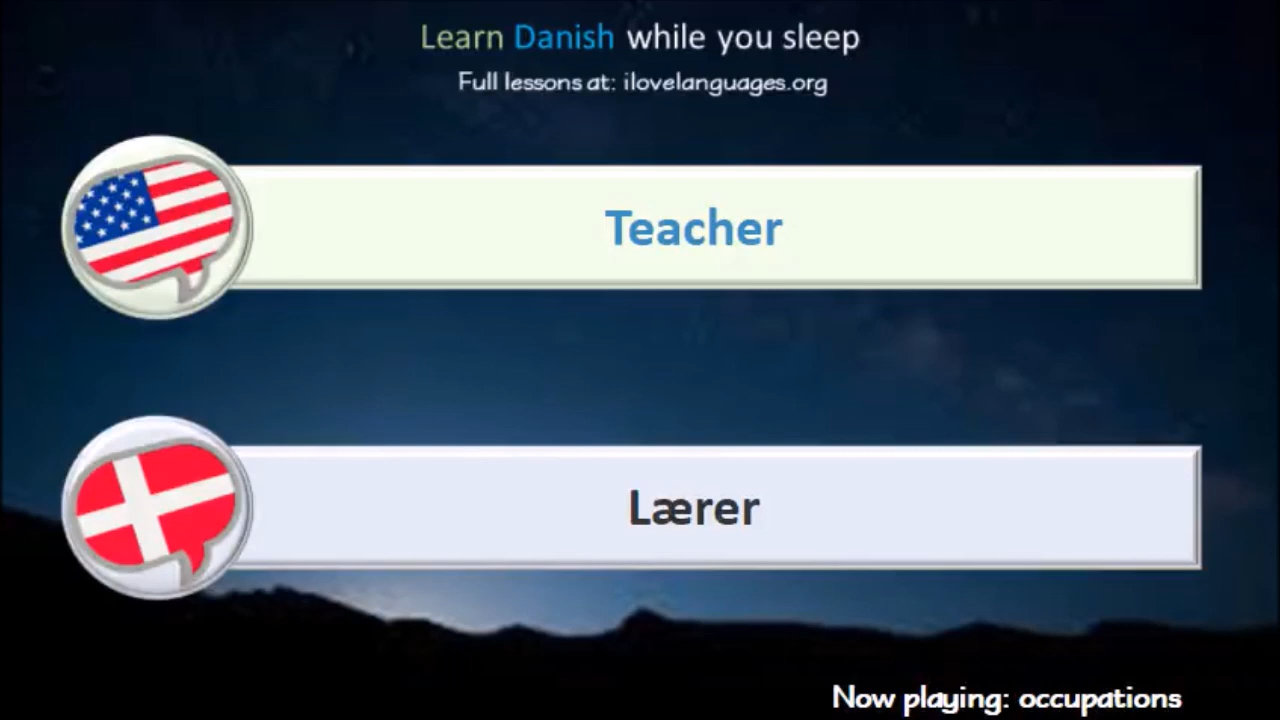 Learn Danish while you sleep
Full lessons at: ilovelanguages.org
Teacher
Lærer
Now playing: occupations